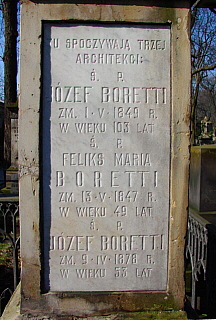 TU SPOCZYWAJĄ TRZEJ
ARCHITEKCI:
Ś. P.
JÓZEF BORETTI
ZM. 1·V·1849 R.
W WIEKU 103 LAT
Ś. P.
FELIKS MARIA
BORETTI
ZM. 13·V·1847 R.
W WIEKU 49 LAT
Ś. P.
JÓZEF BORETTI
ZM. 9·IV·1878 R.
W WIEKU 53 LAT